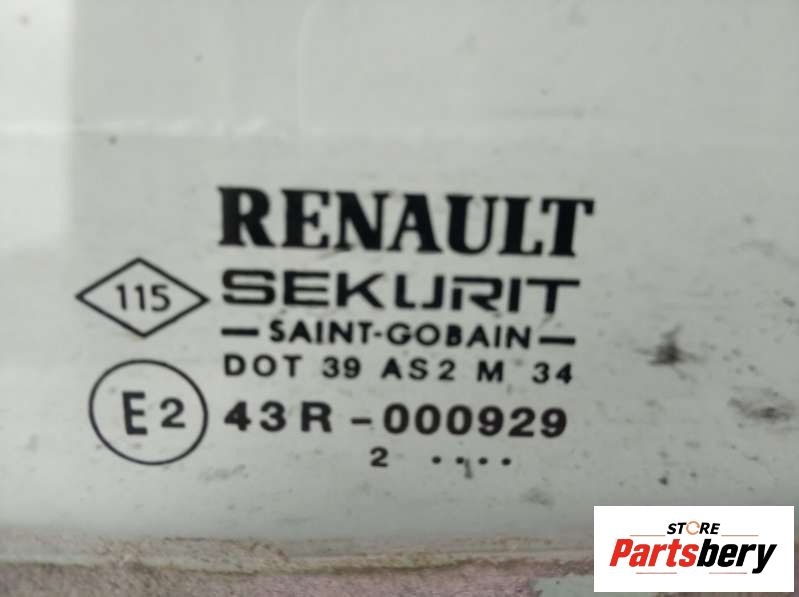 RENAULT
115
SEKURIT
SAINT-GOBAIN
DOT 39 AS2 M 34
E2
43R-000929
2 ....
STORE
Partsbery